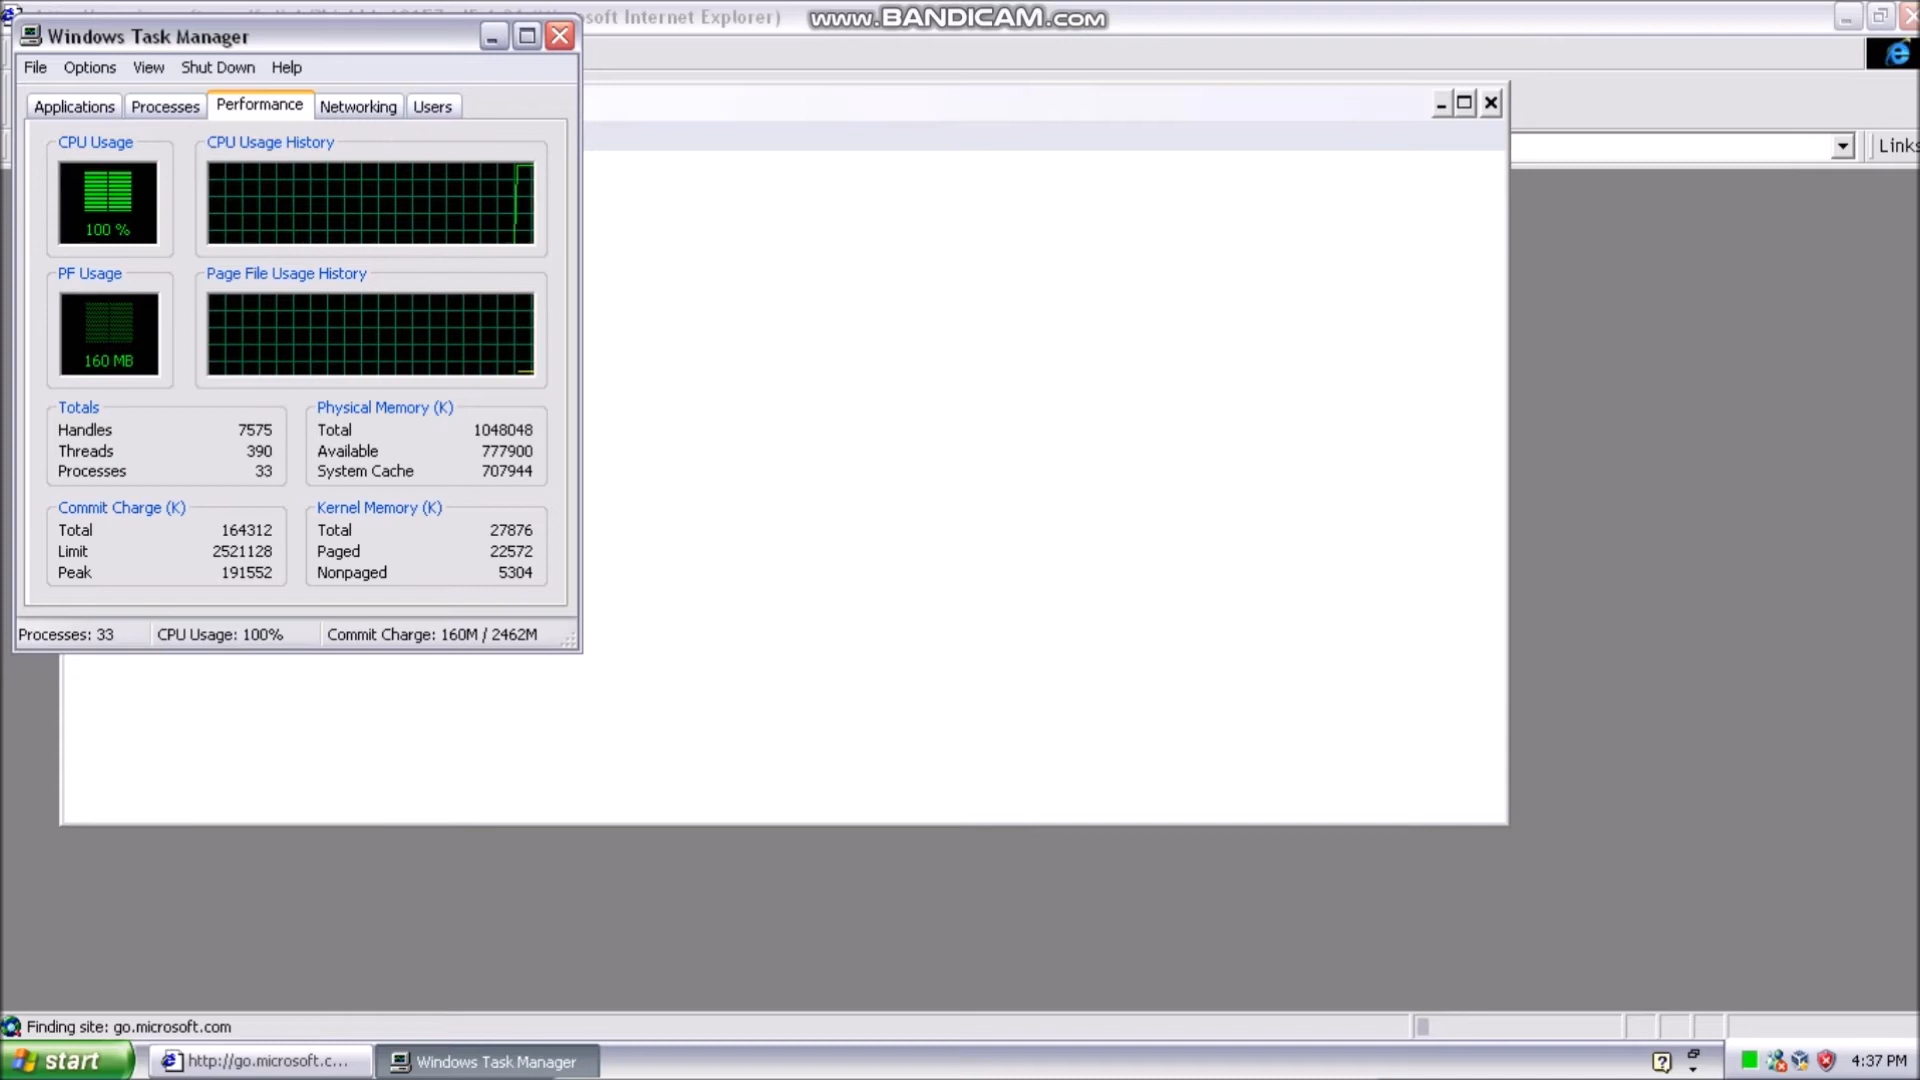 soft Internet Explorer)
www.BANDICAM.com
Windows Task Manager
File Options View Shut Down Help
Applications Processes Performance Networking Users
Links
CPU Usage
CPU Usage History
100 %
PF Usage
Page File Usage History
160 MB
Totals
Handles 7575
Threads 390
Processes 33
Physical Memory (K)
Total 1048048
Available 777900
System Cache 707944
Commit Charge (K)
Total 164312
Limit 2521128
Peak 191552
Kernel Memory (K)
Total 27876
Paged 22572
Nonpaged 5304
Processes: 33 CPU Usage: 100% Commit Charge: 160M / 2462M
Finding site: go.microsoft.com
start
http://go.microsoft.c...
Windows Task Manager
4:37 PM